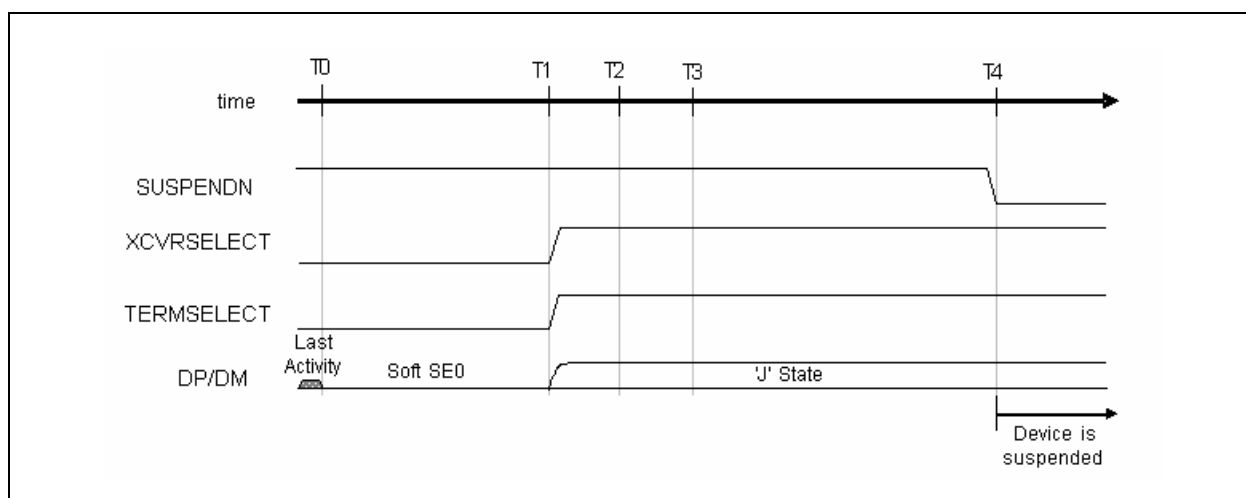 T0 T1 T2 T3 T4
time
SUSPENDN
XCVRSELECT
TERMSELECT
Last
Activity
DP/DM
Soft SE0
'J' State
Device is
suspended